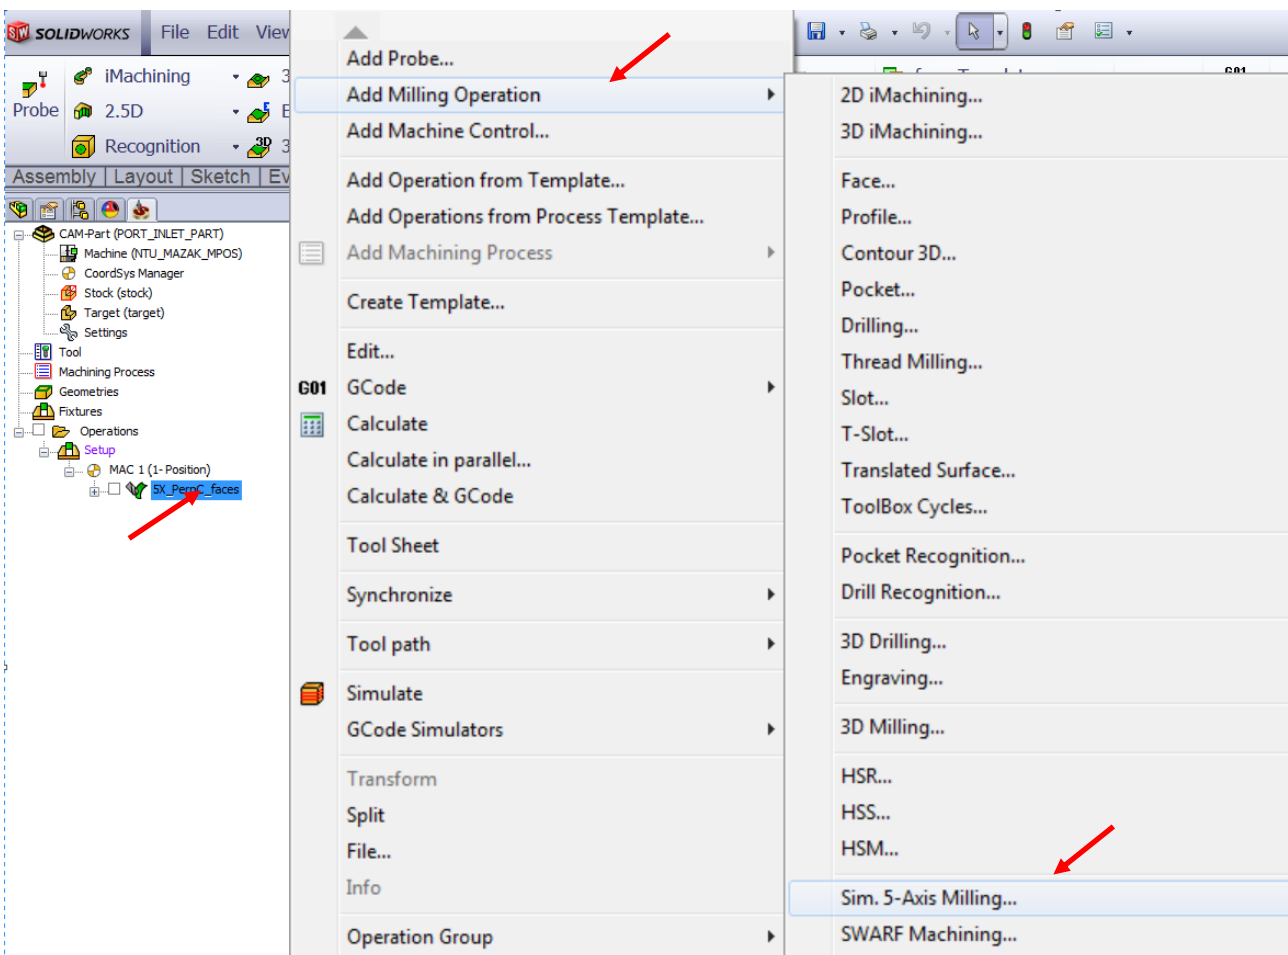 SOLIDWORKS File Edit View
Probe
iMachining
2.5D
Recognition
3D
Assembly Layout Sketch Ev
CAM-Part (PORT_INLET_PART)
Machine (NTU_MAZAK_MPOS)
CoordSys Manager
Stock (stock)
Target (target)
Settings
Tool
Machining Process
Geometries
Fixtures
Operations
Setup
MAC 1 (1- Position)
5X_PerpC_faces
Add Probe...
Add Milling Operation
Add Machine Control...
Add Operation from Template...
Add Operations from Process Template...
Add Machining Process
Create Template...
Edit...
G01 GCode
Calculate
Calculate in parallel...
Calculate & GCode
Tool Sheet
Synchronize
Tool path
Simulate
GCode Simulators
Transform
Split
File...
Info
Operation Group
2D iMachining...
3D iMachining...
Face...
Profile...
Contour 3D...
Pocket...
Drilling...
Thread Milling...
Slot...
T-Slot...
Translated Surface...
ToolBox Cycles...
Pocket Recognition...
Drill Recognition...
3D Drilling...
Engraving...
3D Milling...
HSR...
HSS...
HSM...
Sim. 5-Axis Milling...
SWARF Machining...